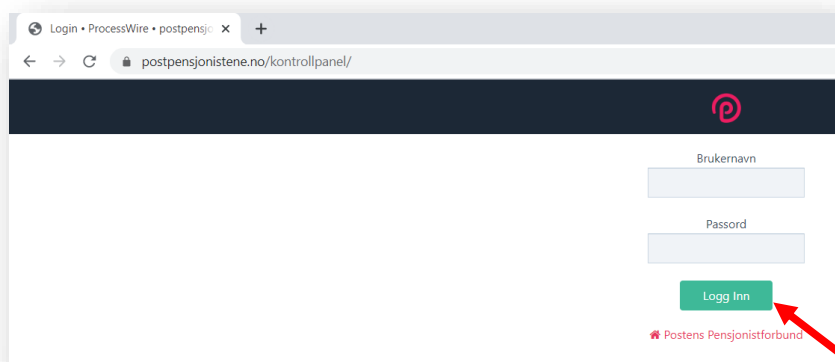 Login • ProcessWire • postpensjo
postpensjonistene.no/kontrollpanel/
Brukernavn
Passord
Logg Inn
Postens Pensjonistforbund